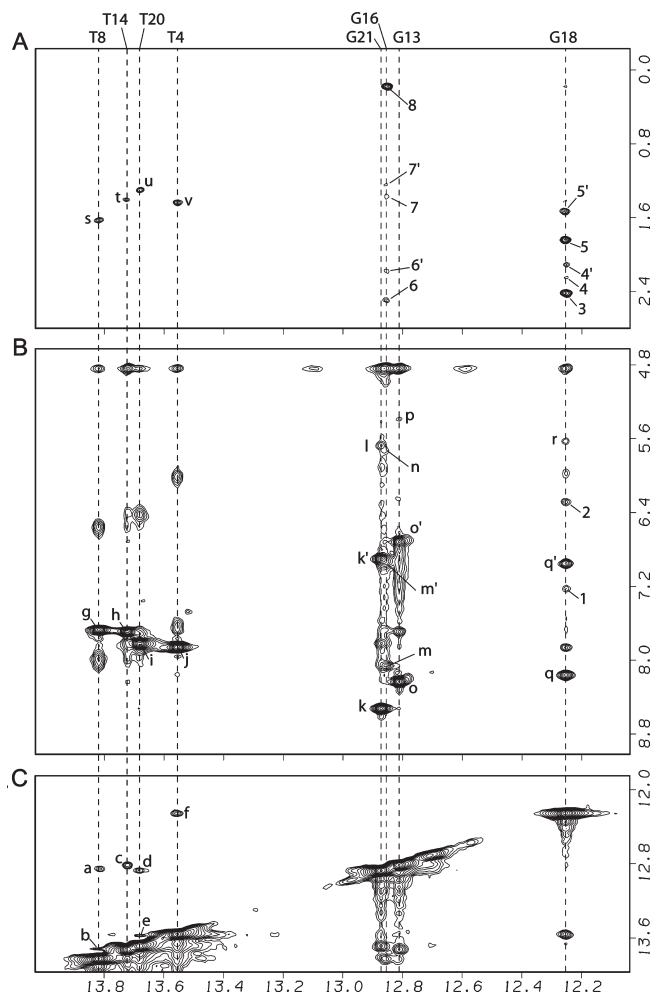 G16
T14 T20 G21 G13 G18
A T8 T4
0.0
8
0.8
7'
u
t 7
v 5'
s 1.6
5
6' 4'
4
6 2.4
3
B 4.8
p
l r 5.6
n
2 6.4
o'
k' q'
m' 1 7.2
g h
i j m 8.0
q
o
k
8.8
C 12.0
f
a c d 12.8
e
b 13.6
13.8 13.6 13.4 13.2 13.0 12.8 12.6 12.4 12.2